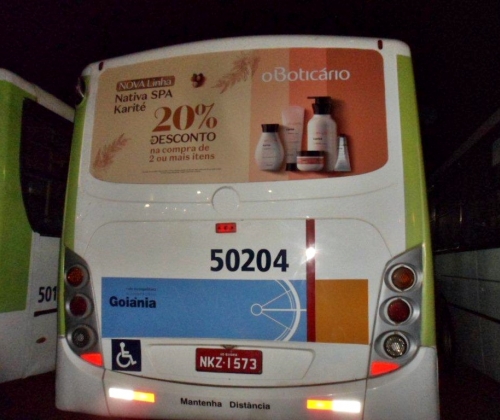 NOVA Linha
Nativa SPA
Karité
20%
DESCONTO
na compra de
2 ou mais itens
oBoticário
50204
501
Goiânia
NKZ-1573
Mantenha Distância